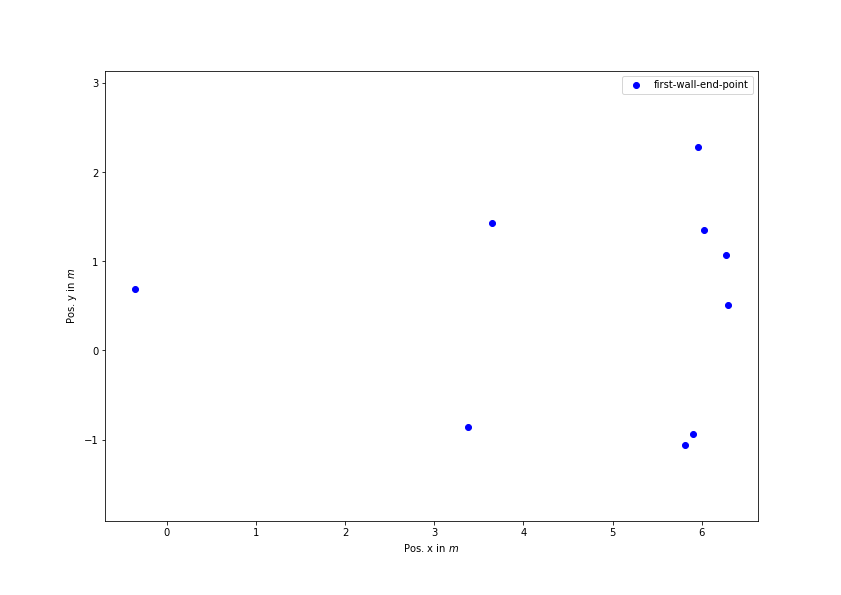 first-wall-end-point
3
2
1
0
−1
Pos. y in m
0 1 2 3 4 5 6
Pos. x in m